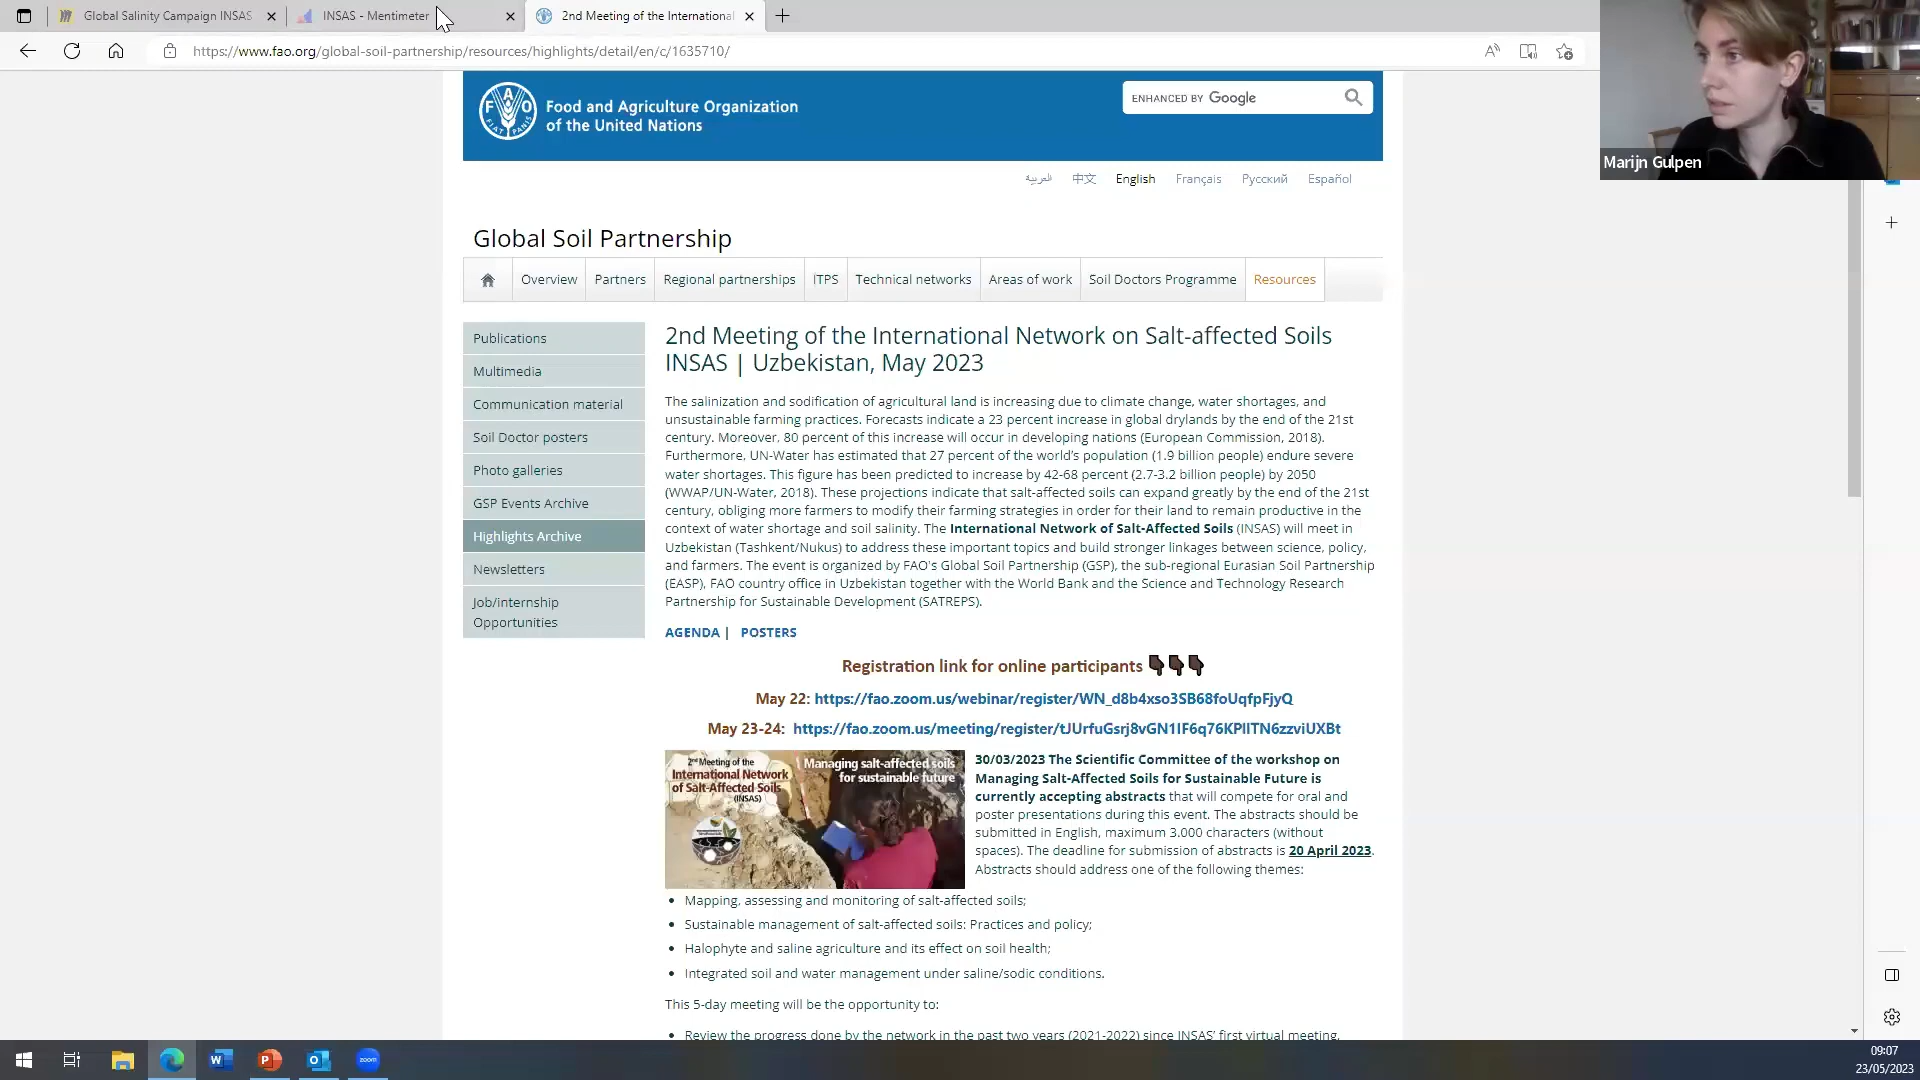 Global Salinity Campaign INSAS
INSAS - Mentimeter
2nd Meeting of the International
https://www.fao.org/global-soil-partnership/resources/highlights/detail/en/c/1635710/
Marijn Gulpen
FAO
FIAT PANIS
Food and Agriculture Organization
of the United Nations
ENHANCED BY Google
العربية 中文 English Français Русский Español
Global Soil Partnership
Overview Partners Regional partnerships ITPS Technical networks Areas of work Soil Doctors Programme Resources
Publications
Multimedia
Communication material
Soil Doctor posters
Photo galleries
GSP Events Archive
Highlights Archive
Newsletters
Job/internship
Opportunities
2nd Meeting of the International Network on Salt-affected Soils
INSAS | Uzbekistan, May 2023
The salinization and sodification of agricultural land is increasing due to climate change, water shortages, and
unsustainable farming practices. Forecasts indicate a 23 percent increase in global drylands by the end of the 21st
century. Moreover, 80 percent of this increase will occur in developing nations (European Commission, 2018).
Furthermore, UN-Water has estimated that 27 percent of the world's population (1.9 billion people) endure severe
water shortages. This figure has been predicted to increase by 42-68 percent (2.7-3.2 billion people) by 2050
(WWAP/UN-Water, 2018). These projections indicate that salt-affected soils can expand greatly by the end of the 21st
century, obliging more farmers to modify their farming strategies in order for their land to remain productive in the
context of water shortage and soil salinity. The International Network of Salt-Affected Soils (INSAS) will meet in
Uzbekistan (Tashkent/Nukus) to address these important topics and build stronger linkages between science, policy,
and farmers. The event is organized by FAO's Global Soil Partnership (GSP), the sub-regional Eurasian Soil Partnership
(EASP), FAO country office in Uzbekistan together with the World Bank and the Science and Technology Research
Partnership for Sustainable Development (SATREPS).
AGENDA | POSTERS
Registration link for online participants
May 22: https://fao.zoom.us/webinar/register/WN_d8b4xso3SB68foUqfpFjyQ
May 23-24: https://fao.zoom.us/meeting/register/tJUrfuGsrj8vGN1IF6q76KPlITN6zzviUXBt
2nd Meeting of the
International Network
of Salt-Affected Soils
(INSAS)
Managing salt-affected soils
for sustainable future
30/03/2023 The Scientific Committee of the workshop on
Managing Salt-Affected Soils for Sustainable Future is
currently accepting abstracts that will compete for oral and
poster presentations during this event. The abstracts should be
submitted in English, maximum 3.000 characters (without
spaces). The deadline for submission of abstracts is 20 April 2023.
Abstracts should address one of the following themes:
• Mapping, assessing and monitoring of salt-affected soils;
• Sustainable management of salt-affected soils: Practices and policy;
• Halophyte and saline agriculture and its effect on soil health;
• Integrated soil and water management under saline/sodic conditions.
This 5-day meeting will be the opportunity to:
• Review the progress done by the network in the past two years (2021-2022) since INSAS' first virtual meeting,
zoom
09:07
23/05/2023